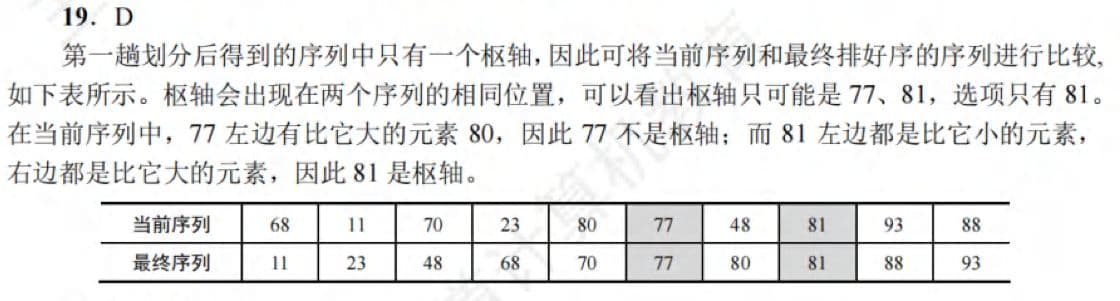 19. D
第一趟划分后得到的序列中只有一个枢轴，因此可将当前序列和最终排好序的序列进行比较，
如下表所示。枢轴会出现在两个序列的相同位置，可以看出枢轴只可能是 77、81，选项只有 81。
在当前序列中，77 左边有比它大的元素 80，因此 77 不是枢轴；而 81 左边都是比它小的元素，
右边都是比它大的元素，因此 81 是枢轴。
当前序列 68 11 70 23 80 77 48 81 93 88
最终序列 11 23 48 68 70 77 80 81 88 93